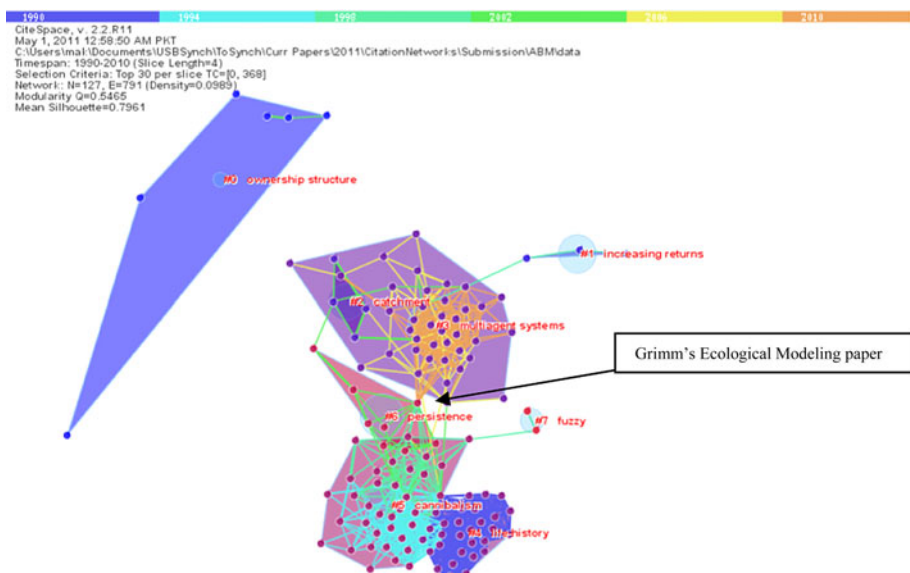 1990 1994 1998 2002 2006 2010
CiteSpace, v. 2.2.R11
May 1, 2011 12:58:50 AM PKT
C:\Users\mak\Documents\USBSynch\ToSynch\Curr Papers\2011\CitationNetworks\Submission\ABM\data
Timespan: 1990-2010 (Slice Length=4)
Selection Criteria: Top 30 per slice TC=[0, 368]
Network: N=127, E=791 (Density=0.0989)
Modularity Q=0.5465
Mean Silhouette=0.7961
#0 ownership structure
#1 increasing returns
#2 catchment
#3 multiagent systems
Grimm's Ecological Modeling paper
#6 persistence
#7 fuzzy
#5 cannibalism
#4 life history